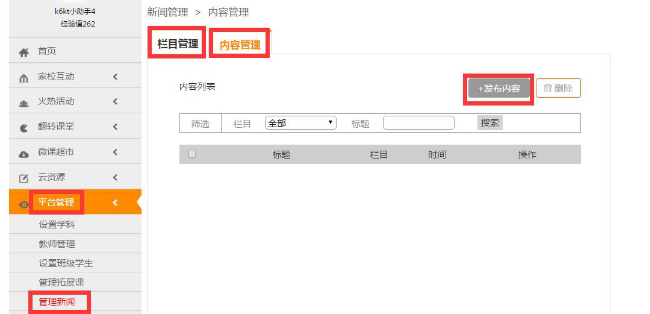 k6kt小助手4
经验值262
首页
家校互动
火热活动
翻转课堂
微课超市
云资源
平台管理
设置学科
教师管理
设置班级学生
管理拓展课
管理新闻
新闻管理 > 内容管理
栏目管理 内容管理
内容列表 +发布内容 删除
筛选 栏目 全部 标题 搜索
标题 栏目 时间 操作